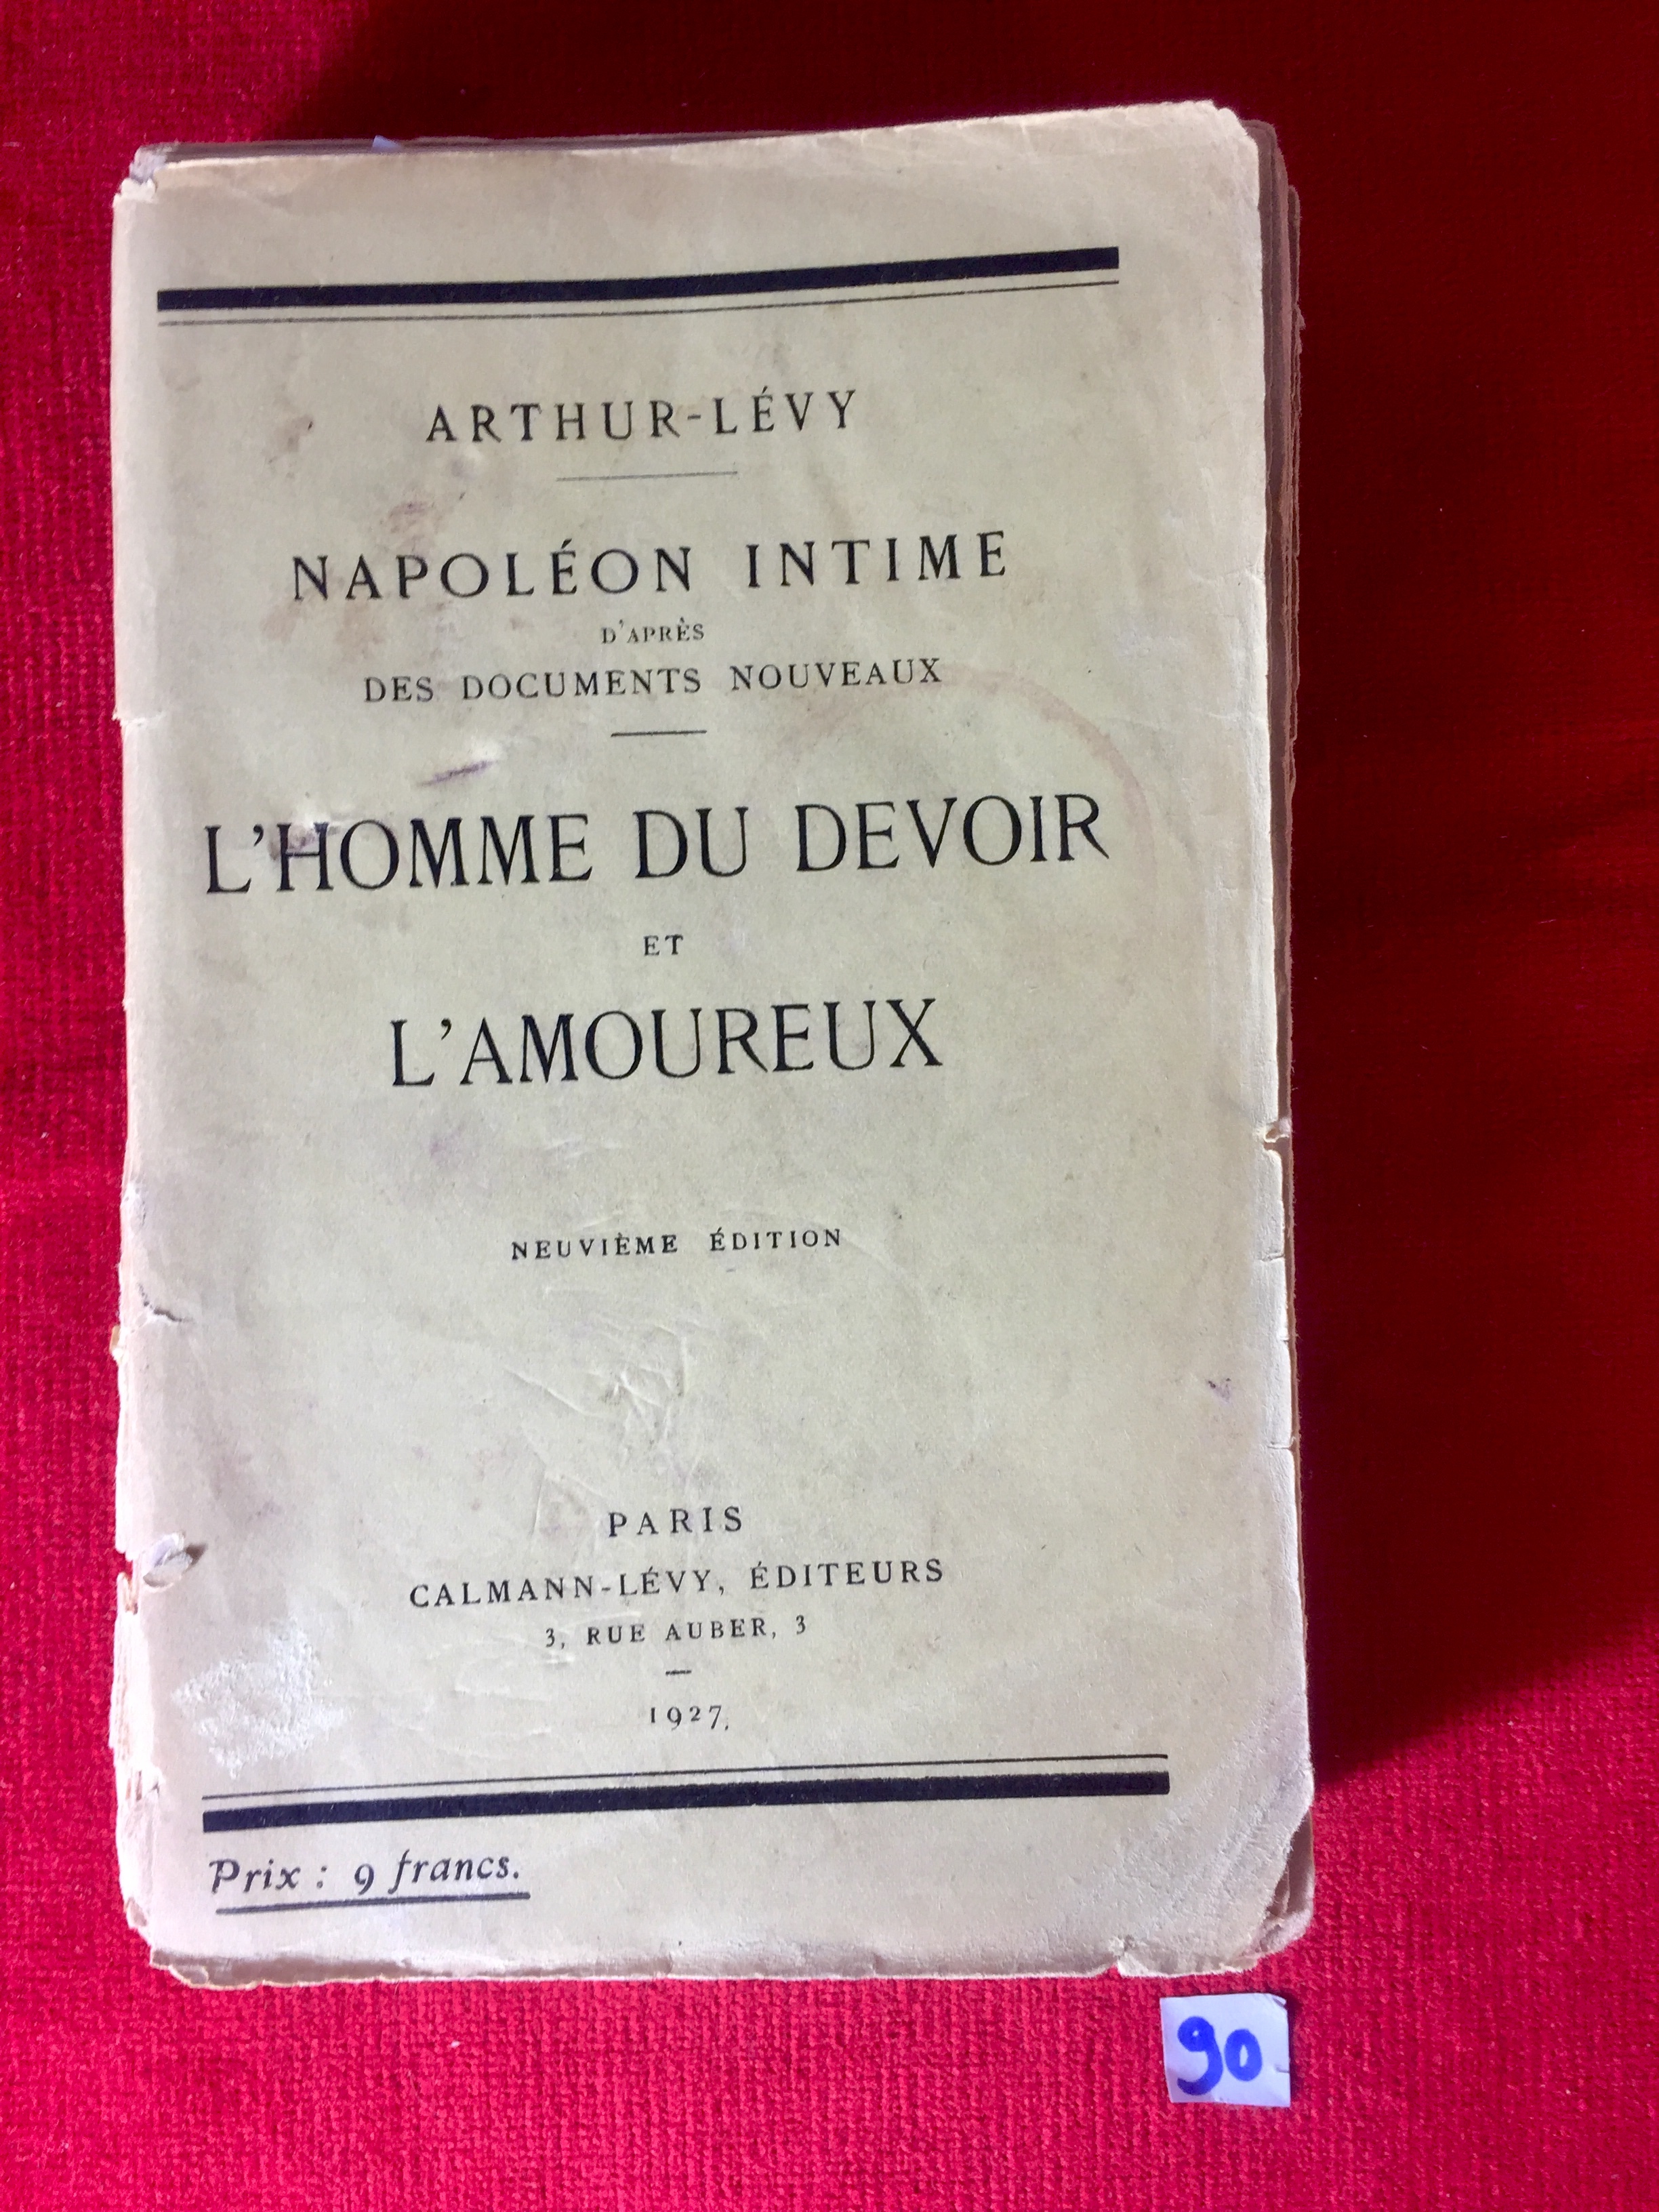 ARTHUR-LÉVY
NAPOLÉON INTIME
D'APRÈS
DES DOCUMENTS NOUVEAUX
L'HOMME DU DEVOIR
ET
L'AMOUREUX
NEUVIÈME ÉDITION
PARIS
CALMANN-LÉVY, ÉDITEURS
3, RUE AUBER, 3
1927
Prix : 9 francs.
90